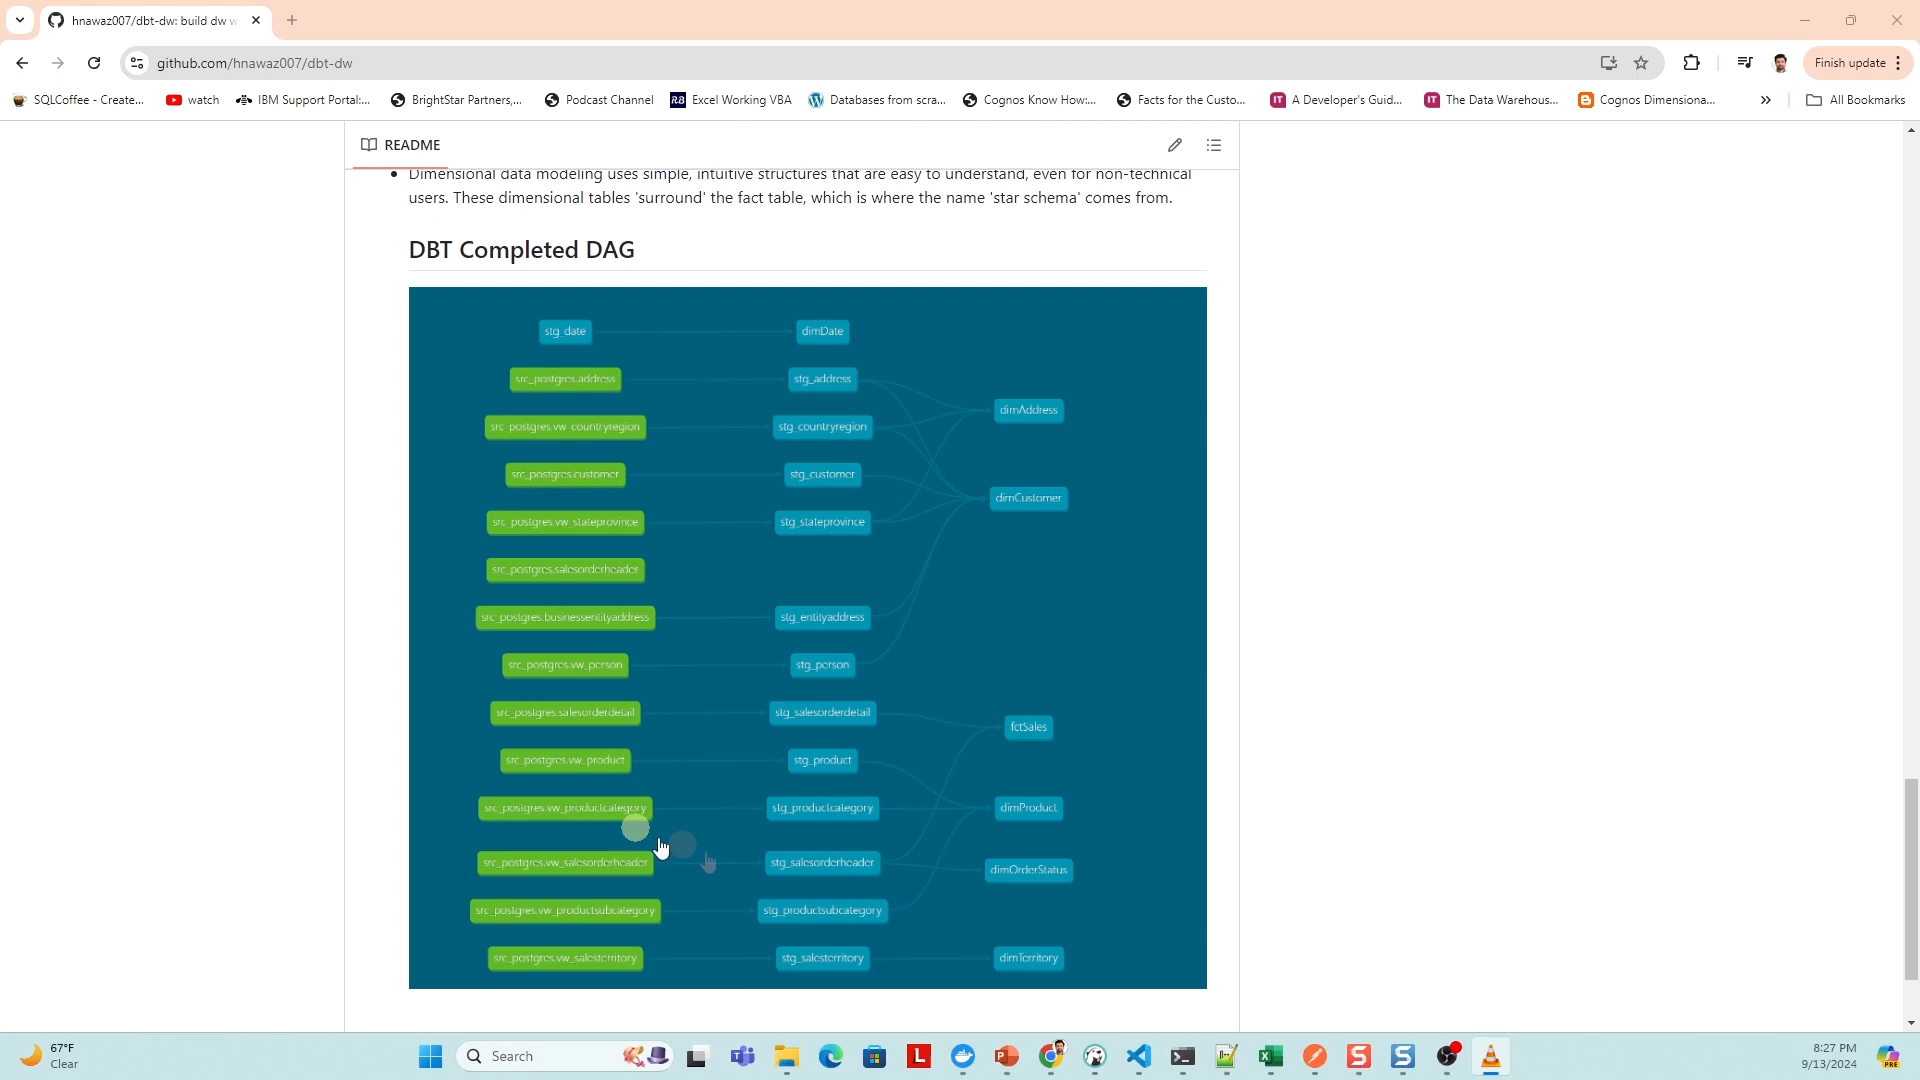 hnawaz007/dbt-dw: build dw w
github.com/hnawaz007/dbt-dw
Finish update
SQLCoffee - Create...
watch
IBM Support Portal:...
BrightStar Partners,...
Podcast Channel
Excel Working VBA
Databases from scra...
Cognos Know How:...
Facts for the Custo...
A Developer's Guid...
The Data Warehous...
Cognos Dimensiona...
All Bookmarks
README
Dimensional data modeling uses simple, intuitive structures that are easy to understand, even for non-technical
users. These dimensional tables 'surround' the fact table, which is where the name 'star schema' comes from.
DBT Completed DAG
stg_date
dimDate
src_postgres.address
stg_address
dimAddress
src_postgres.vw_countryregion
stg_countryregion
src_postgres.customer
stg_customer
dimCustomer
src_postgres.vw_stateprovince
stg_stateprovince
src_postgres.salesorderheader
src_postgres.businessentityaddress
stg_entityaddress
src_postgres.vw_person
stg_person
src_postgres.salesorderdetail
stg_salesorderdetail
fctSales
src_postgres.vw_product
stg_product
src_postgres.vw_productcategory
stg_productcategory
dimProduct
src_postgres.vw_salesorderheader
stg_salesorderheader
dimOrderStatus
src_postgres.vw_productsubcategory
stg_productsubcategory
src_postgres.vw_salesterritory
stg_salesterritory
dimTerritory
67°F
Clear
Search
8:27 PM
9/13/2024